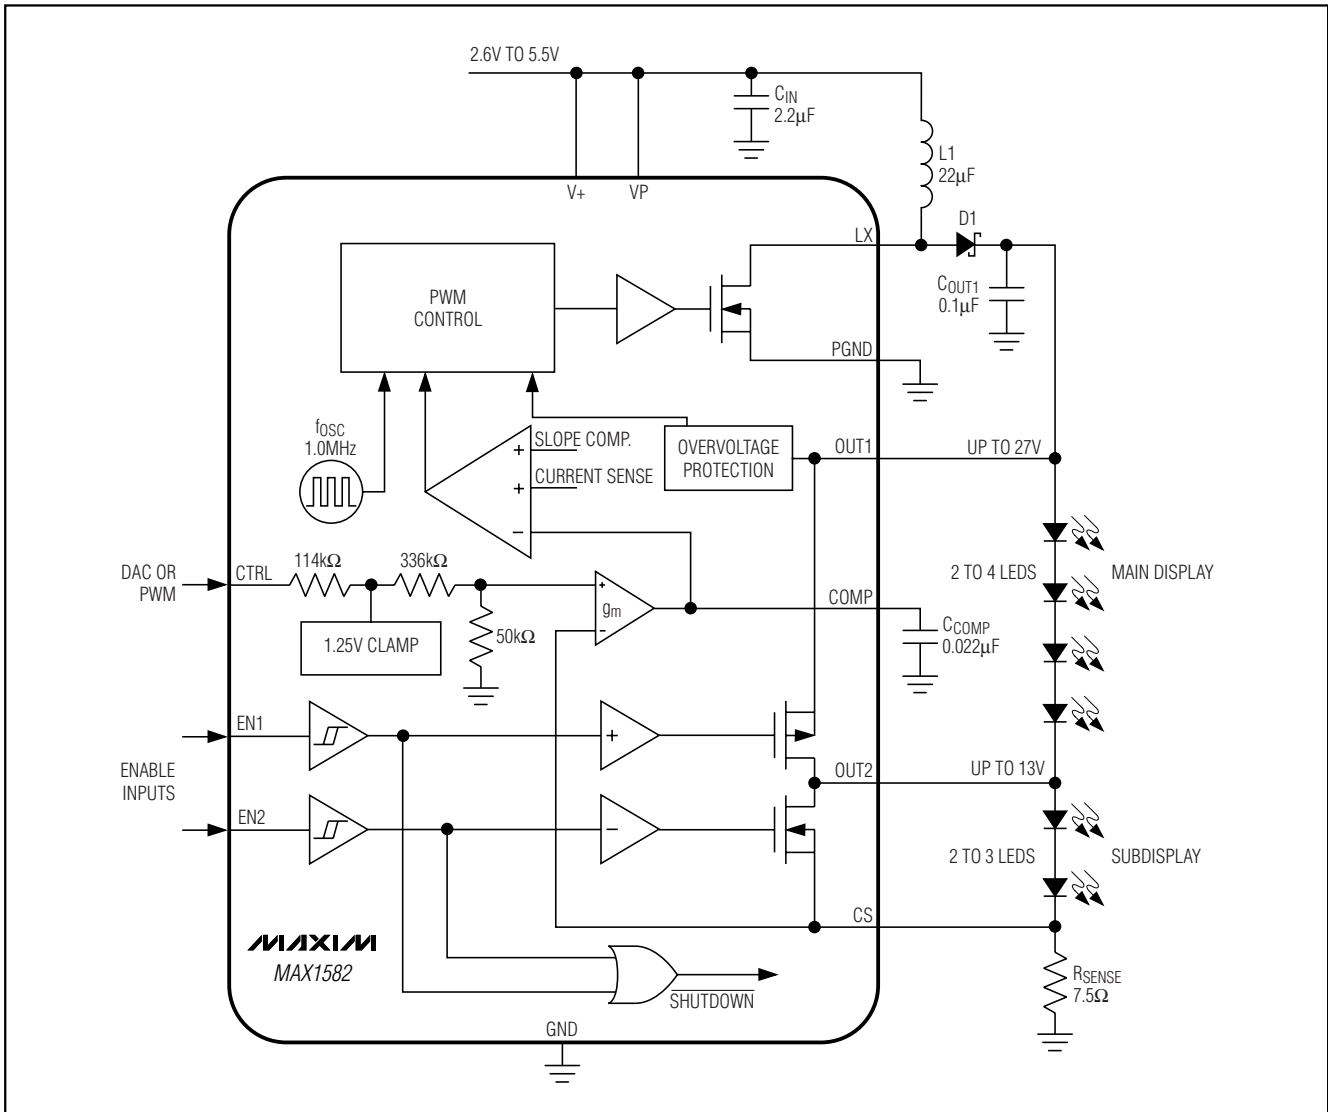 2.6V TO 5.5V
CIN
2.2µF
L1
22µF
V+
VP
D1
LX
COUT1
0.1µF
PWM
CONTROL
PGND
fOSC
1.0MHz
+
SLOPE COMP.
OVERVOLTAGE
PROTECTION
OUT1
UP TO 27V
+
CURRENT SENSE
−
114kΩ
336kΩ
DAC OR
PWM
CTRL
2 TO 4 LEDS
MAIN DISPLAY
+
gm
−
COMP
1.25V CLAMP
50kΩ
CCOMP
0.022µF
EN1
+
ENABLE
INPUTS
OUT2
UP TO 13V
EN2
−
2 TO 3 LEDS
SUBDISPLAY
CS
MAXIM
MAX1582
SHUTDOWN
RSENSE
7.5Ω
GND